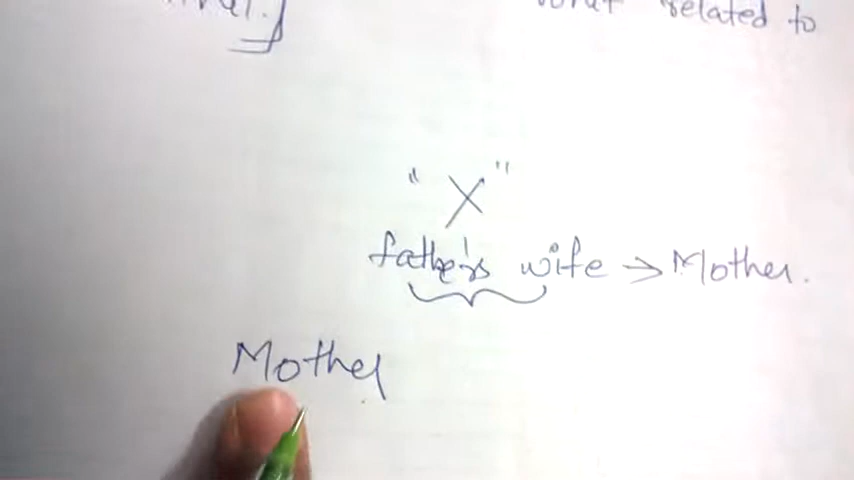 related to
" X "
father's wife → Mother.
Mother